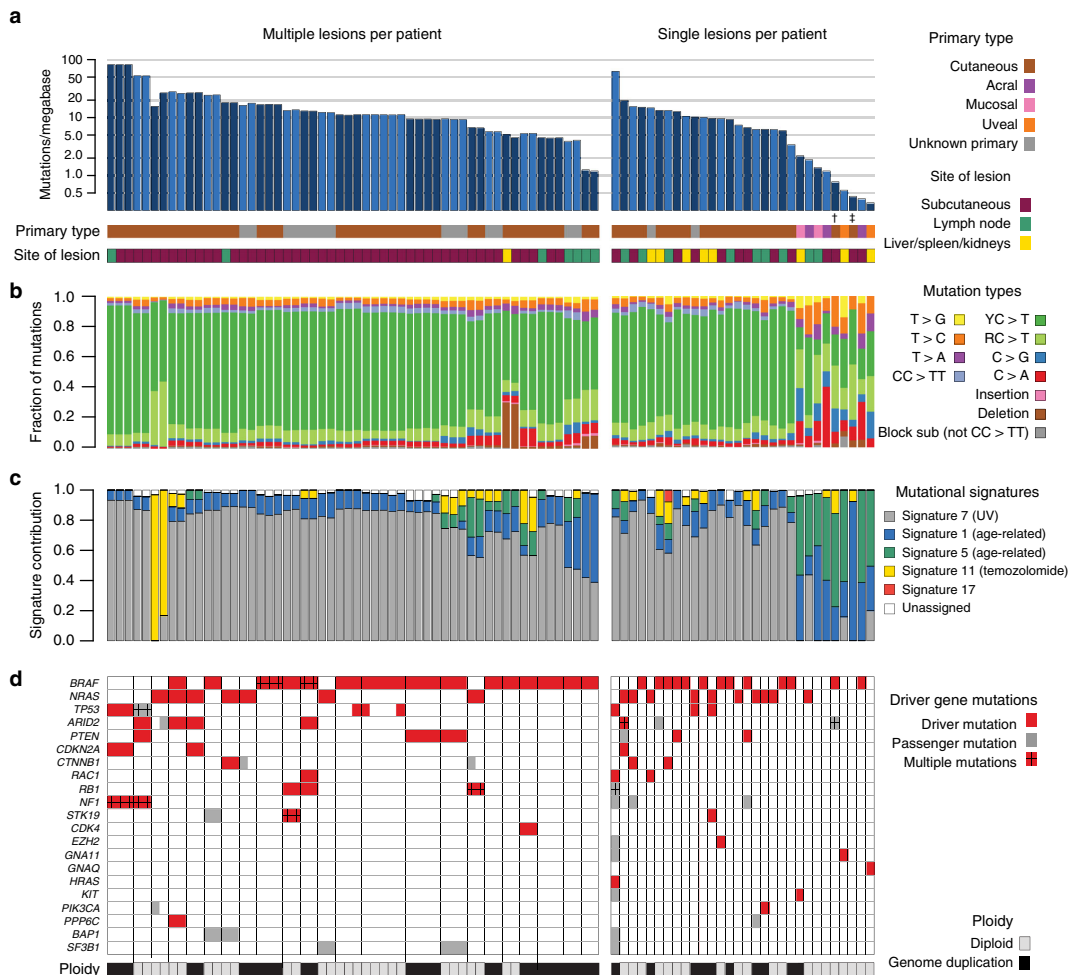 a
Multiple lesions per patient
Single lesions per patient
Mutations/megabase
100
50
20
10
5.0
2.0
1.0
0.5
† ‡
Primary type
Site of lesion
Primary type
Cutaneous
Acral
Mucosal
Uveal
Unknown primary
Site of lesion
Subcutaneous
Lymph node
Liver/spleen/kidneys
b
Fraction of mutations
1.0
0.8
0.6
0.4
0.2
0.0
Mutation types
T > G YC > T
T > C RC > T
T > A C > G
CC > TT C > A
Insertion
Deletion
Block sub (not CC > TT)
c
Signature contribution
1.0
0.8
0.6
0.4
0.2
0.0
Mutational signatures
Signature 7 (UV)
Signature 1 (age-related)
Signature 5 (age-related)
Signature 11 (temozolomide)
Signature 17
Unassigned
d
BRAF
NRAS
TP53
ARID2
PTEN
CDKN2A
CTNNB1
RAC1
RB1
NF1
STK19
CDK4
EZH2
GNA11
GNAQ
HRAS
KIT
PIK3CA
PPP6C
BAP1
SF3B1
Ploidy
Driver gene mutations
Driver mutation
Passenger mutation
Multiple mutations
Ploidy
Diploid
Genome duplication